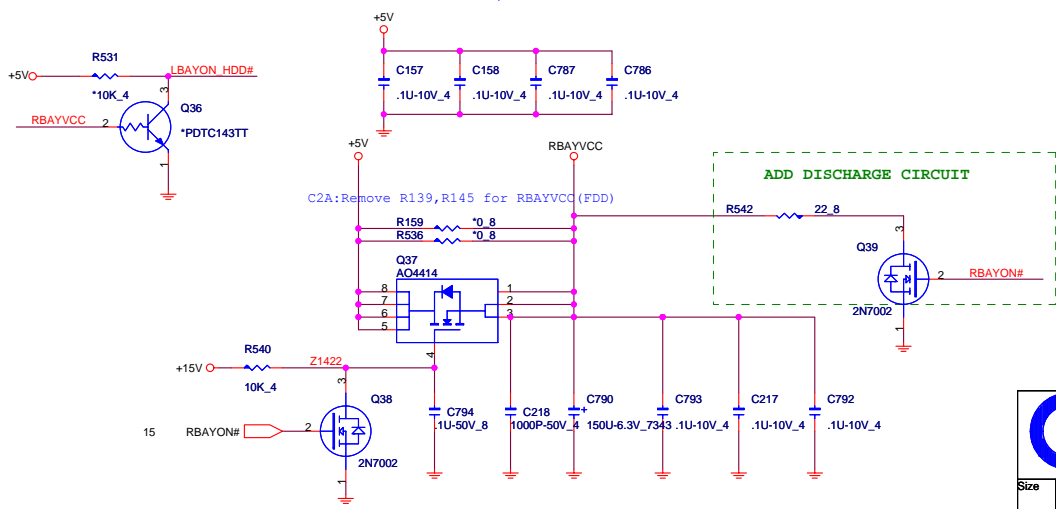 +5V
R531
+5V
*10K_4
LBAYON_HDD#
3
Q36
RBAYVCC
2
*PDTC143TT
1
C157
.1U-10V_4
C158
.1U-10V_4
C787
.1U-10V_4
C786
.1U-10V_4
+5V
RBAYVCC
C2A:Remove R139,R145 for RBAYVCC(FDD)
R159
*0_8
R536
*0_8
Q37
AO4414
8
7
6
5
1
2
3
4
ADD DISCHARGE CIRCUIT
R542
22_8
3
Q39
2
RBAYON#
2N7002
1
R540
+15V
Z1422
10K_4
3
Q38
15
RBAYON#
2
2N7002
1
C794
.1U-50V_8
C218
1000P-50V_4
C790
+
150U-6.3V_7343
C793
.1U-10V_4
C217
.1U-10V_4
C792
.1U-10V_4
Size